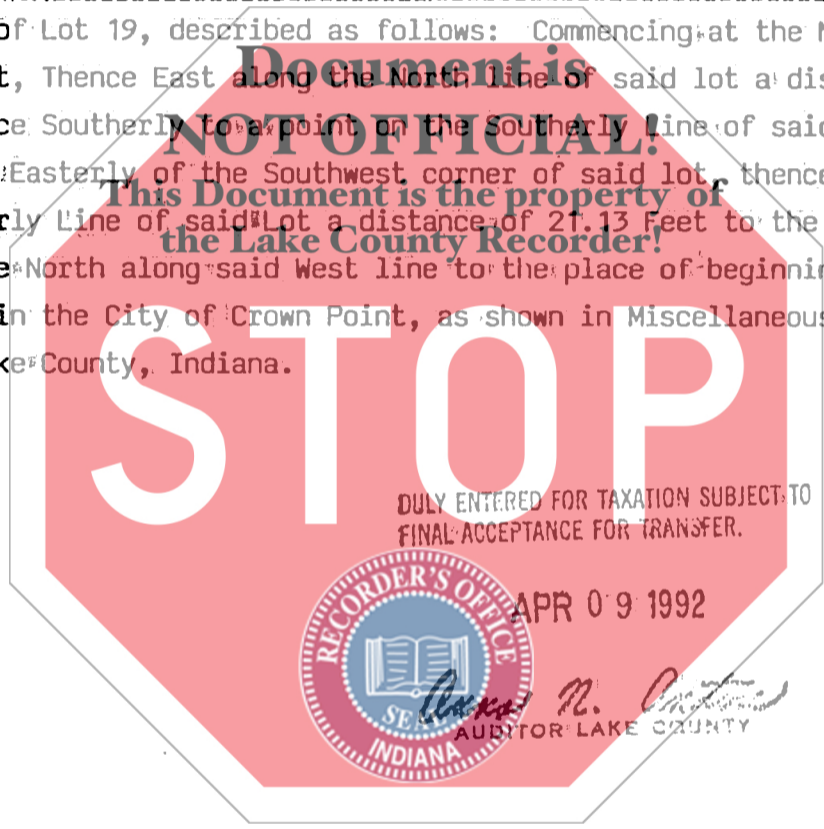 of Lot 19, described as follows: Commencing at the
t, Thence East along the North line of said lot a dis
ce Southerly to a point on the Southerly Line of said
Easterly of the Southwest corner of said lot, thence
rly Line of said Lot a distance of 21.13 Feet to the
e North along said West line to the place of beginnin
in the City of Crown Point, as shown in Miscellaneous
ke County, Indiana.
Document is
NOT OFFICIAL!
This Document is the property of
the Lake County Recorder!
STOP
DULY ENTERED FOR TAXATION SUBJECT TO
FINAL ACCEPTANCE FOR TRANSFER.
APR 09 1992
RECORDER'S OFFICE
SEAL
INDIANA
N.
AUDITOR LAKE COUNTY